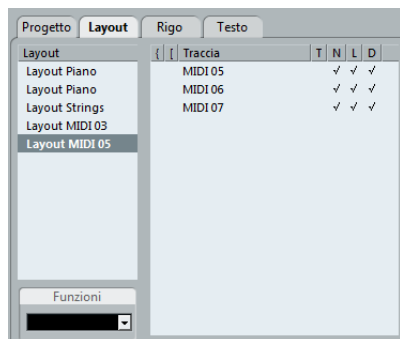 Progetto Layout Rigo Testo
Layout { [ Traccia T N L D
Layout Piano MIDI 05 √ √ √
Layout Piano MIDI 06 √ √ √
Layout Strings MIDI 07 √ √ √
Layout MIDI 03
Layout MIDI 05
Funzioni